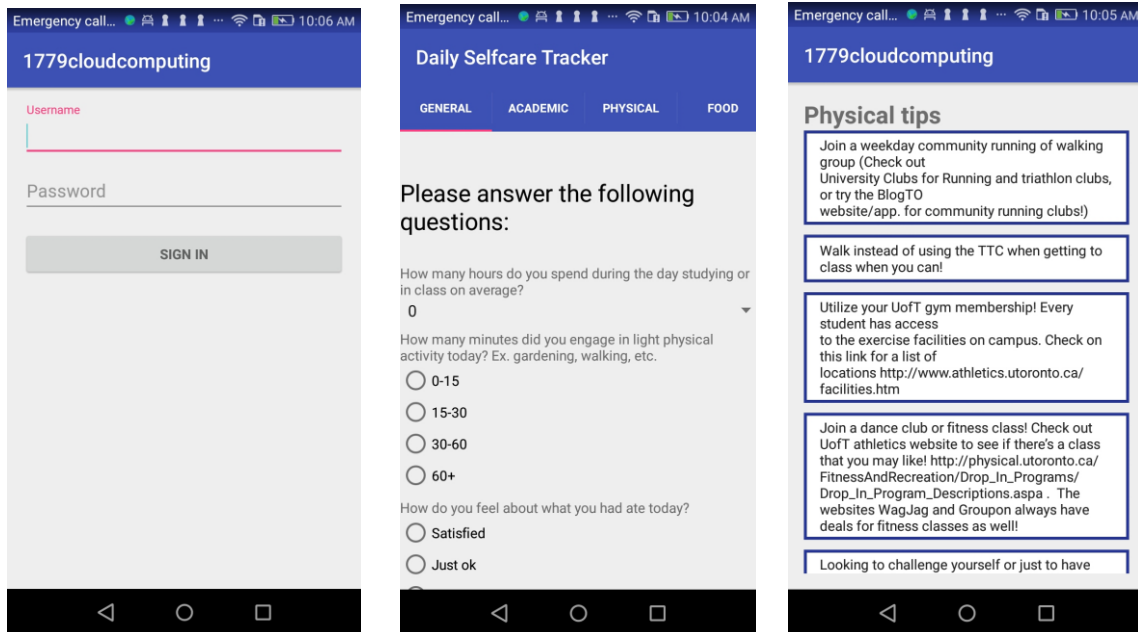 Emergency call... 10:06 AM
1779cloudcomputing
Username
Password
SIGN IN
Emergency call... 10:04 AM
Daily Selfcare Tracker
GENERAL ACADEMIC PHYSICAL FOOD
Please answer the following
questions:
How many hours do you spend during the day studying or
in class on average?
0
How many minutes did you engage in light physical
activity today? Ex. gardening, walking, etc.
0-15
15-30
30-60
60+
How do you feel about what you had ate today?
Satisfied
Just ok
Emergency call... 10:05 AM
1779cloudcomputing
Physical tips
Join a weekday community running of walking
group (Check out
University Clubs for Running and triathlon clubs,
or try the BlogTO
website/app. for community running clubs!)
Walk instead of using the TTC when getting to
class when you can!
Utilize your UofT gym membership! Every
student has access
to the exercise facilities on campus. Check on
this link for a list of
locations http://www.athletics.utoronto.ca/
facilities.htm
Join a dance club or fitness class! Check out
UofT athletics website to see if there's a class
that you may like! http://physical.utoronto.ca/
FitnessAndRecreation/Drop_In_Programs/
Drop_In_Program_Descriptions.aspa . The
websites WagJag and Groupon always have
deals for fitness classes as well!
Looking to challenge yourself or just to have